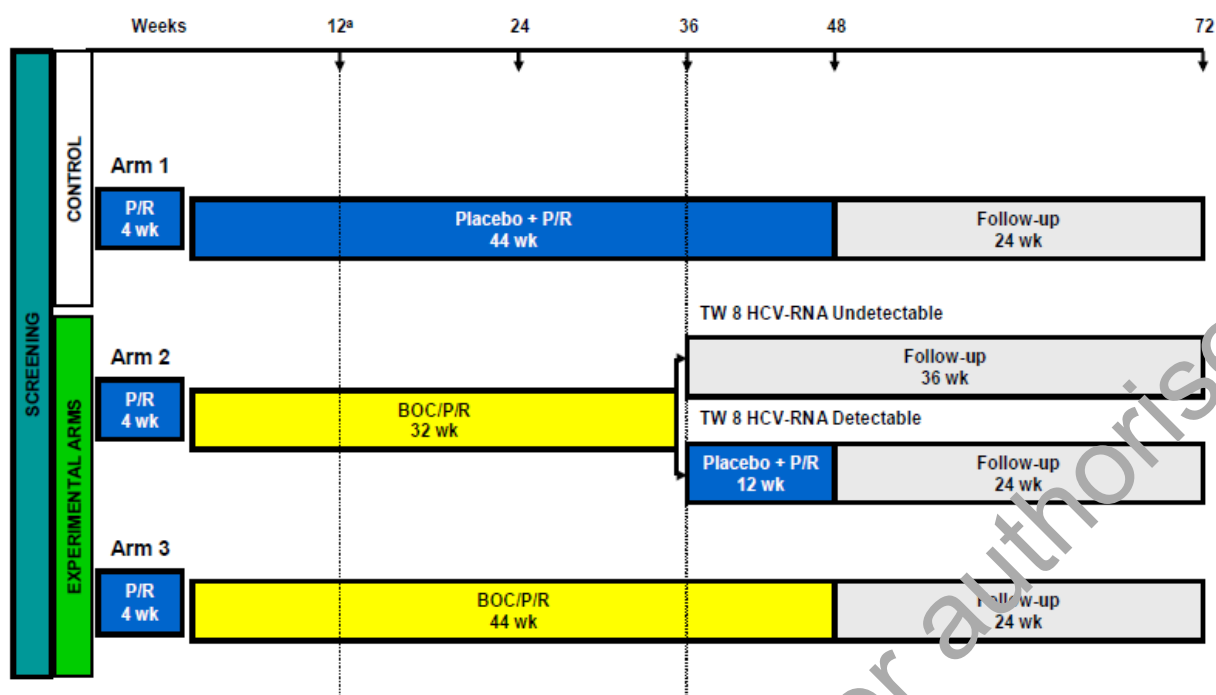 Weeks 12ª 24 36 48 72
SCREENING
CONTROL
Arm 1
P/R
4 wk
Placebo + P/R
44 wk
Follow-up
24 wk
EXPERIMENTAL ARMS
Arm 2
P/R
4 wk
BOC/P/R
32 wk
TW 8 HCV-RNA Undetectable
Follow-up
36 wk
TW 8 HCV-RNA Detectable
Placebo + P/R
12 wk
Follow-up
24 wk
Arm 3
P/R
4 wk
BOC/P/R
44 wk
Follow-up
24 wk